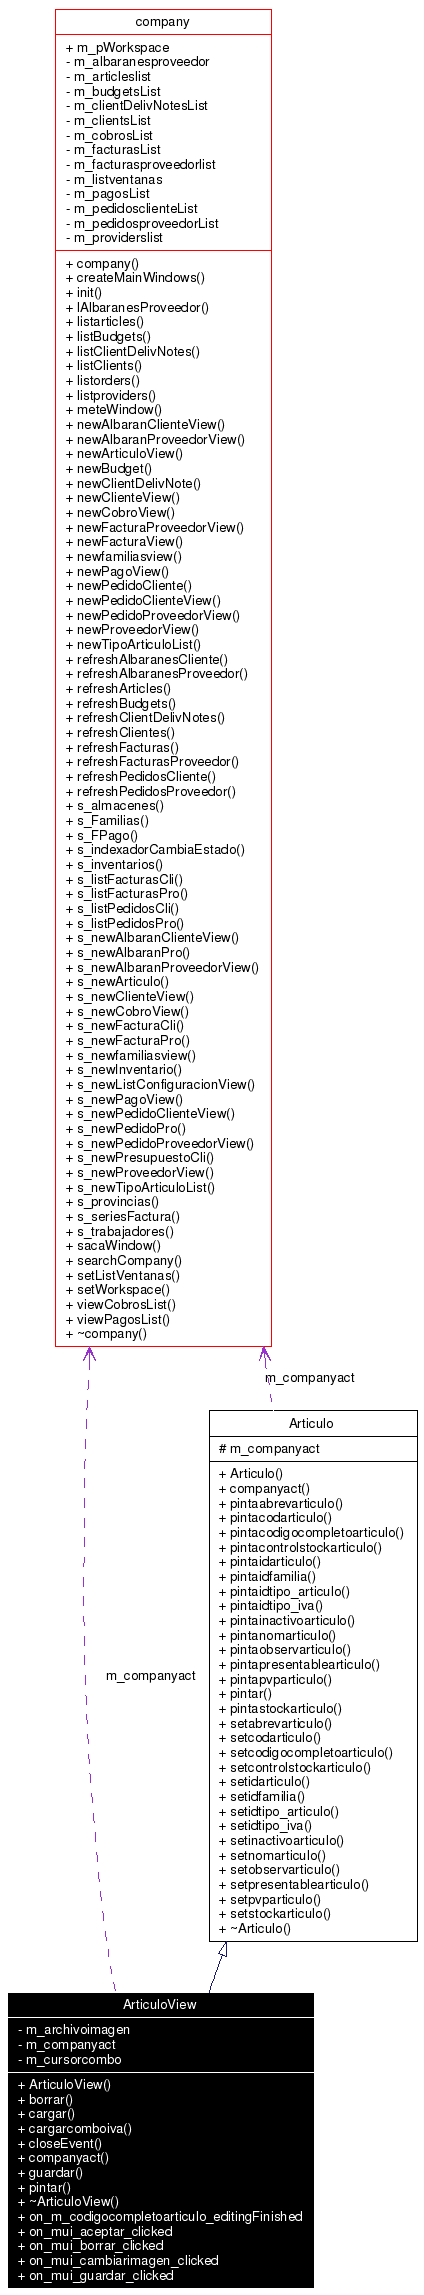 company
+ m_pWorkspace
- m_albaranesproveedor
- m_articleslist
- m_budgetsList
- m_clientDelivNotesList
- m_clientsList
- m_cobrosList
- m_facturasList
- m_facturasproveedorlist
- m_listventanas
- m_pagosList
- m_pedidosclienteList
- m_pedidosproveedorList
- m_providerslist
+ company()
+ createMainWindows()
+ init()
+ lAlbaranesProveedor()
+ listarticles()
+ listBudgets()
+ listClientDelivNotes()
+ listClients()
+ listorders()
+ listproviders()
+ meteWindow()
+ newAlbaranClienteView()
+ newAlbaranProveedorView()
+ newArticuloView()
+ newBudget()
+ newClientDelivNote()
+ newClienteView()
+ newCobroView()
+ newFacturaProveedorView()
+ newFacturaView()
+ newfamiliasview()
+ newPagoView()
+ newPedidoCliente()
+ newPedidoClienteView()
+ newPedidoProveedorView()
+ newProveedorView()
+ newTipoArticuloList()
+ refreshAlbaranesCliente()
+ refreshAlbaranesProveedor()
+ refreshArticles()
+ refreshBudgets()
+ refreshClientDelivNotes()
+ refreshClientes()
+ refreshFacturas()
+ refreshFacturasProveedor()
+ refreshPedidosCliente()
+ refreshPedidosProveedor()
+ s_almacenes()
+ s_Familias()
+ s_FPago()
+ s_indexadorCambiaEstado()
+ s_inventarios()
+ s_listFacturasCli()
+ s_listFacturasPro()
+ s_listPedidosCli()
+ s_listPedidosPro()
+ s_newAlbaranClienteView()
+ s_newAlbaranPro()
+ s_newAlbaranProveedorView()
+ s_newArticulo()
+ s_newClienteView()
+ s_newCobroView()
+ s_newFacturaCli()
+ s_newFacturaPro()
+ s_newfamiliasview()
+ s_newInventario()
+ s_newListConfiguracionView()
+ s_newPagoView()
+ s_newPedidoClienteView()
+ s_newPedidoPro()
+ s_newPedidoProveedorView()
+ s_newPresupuestoCli()
+ s_newProveedorView()
+ s_newTipoArticuloList()
+ s_provincias()
+ s_seriesFactura()
+ s_trabajadores()
+ sacaWindow()
+ searchCompany()
+ setListVentanas()
+ setWorkspace()
+ viewCobrosList()
+ viewPagosList()
+ ~company()
m_companyact
Articulo
# m_companyact
+ Articulo()
+ companyact()
+ pintaabrevarticulo()
+ pintacodarticulo()
+ pintacodigocompletoarticulo()
+ pintacontrolstockarticulo()
+ pintaidarticulo()
+ pintaidfamilia()
+ pintaidtipo_articulo()
+ pintaidtipo_iva()
+ pintainactivoarticulo()
+ pintanomarticulo()
+ pintaobservarticulo()
+ pintapresentablearticulo()
+ pintapvparticulo()
+ pintar()
+ pintastockarticulo()
+ setabrevarticulo()
+ setcodarticulo()
+ setcodigocompletoarticulo()
+ setcontrolstockarticulo()
+ setidarticulo()
+ setidfamilia()
+ setidtipo_articulo()
+ setidtipo_iva()
+ setinactivoarticulo()
+ setnomarticulo()
+ setobservarticulo()
+ setpresentablearticulo()
+ setpvparticulo()
+ setstockarticulo()
+ ~Articulo()
m_companyact
ArticuloView
- m_archivoimagen
- m_companyact
- m_cursorcombo
+ ArticuloView()
+ borrar()
+ cargar()
+ cargarcomboiva()
+ closeEvent()
+ companyact()
+ guardar()
+ pintar()
+ ~ArticuloView()
+ on_m_codigocompletoarticulo_editingFinished
+ on_mui_aceptar_clicked
+ on_mui_borrar_clicked
+ on_mui_cambiarimagen_clicked
+ on_mui_guardar_clicked